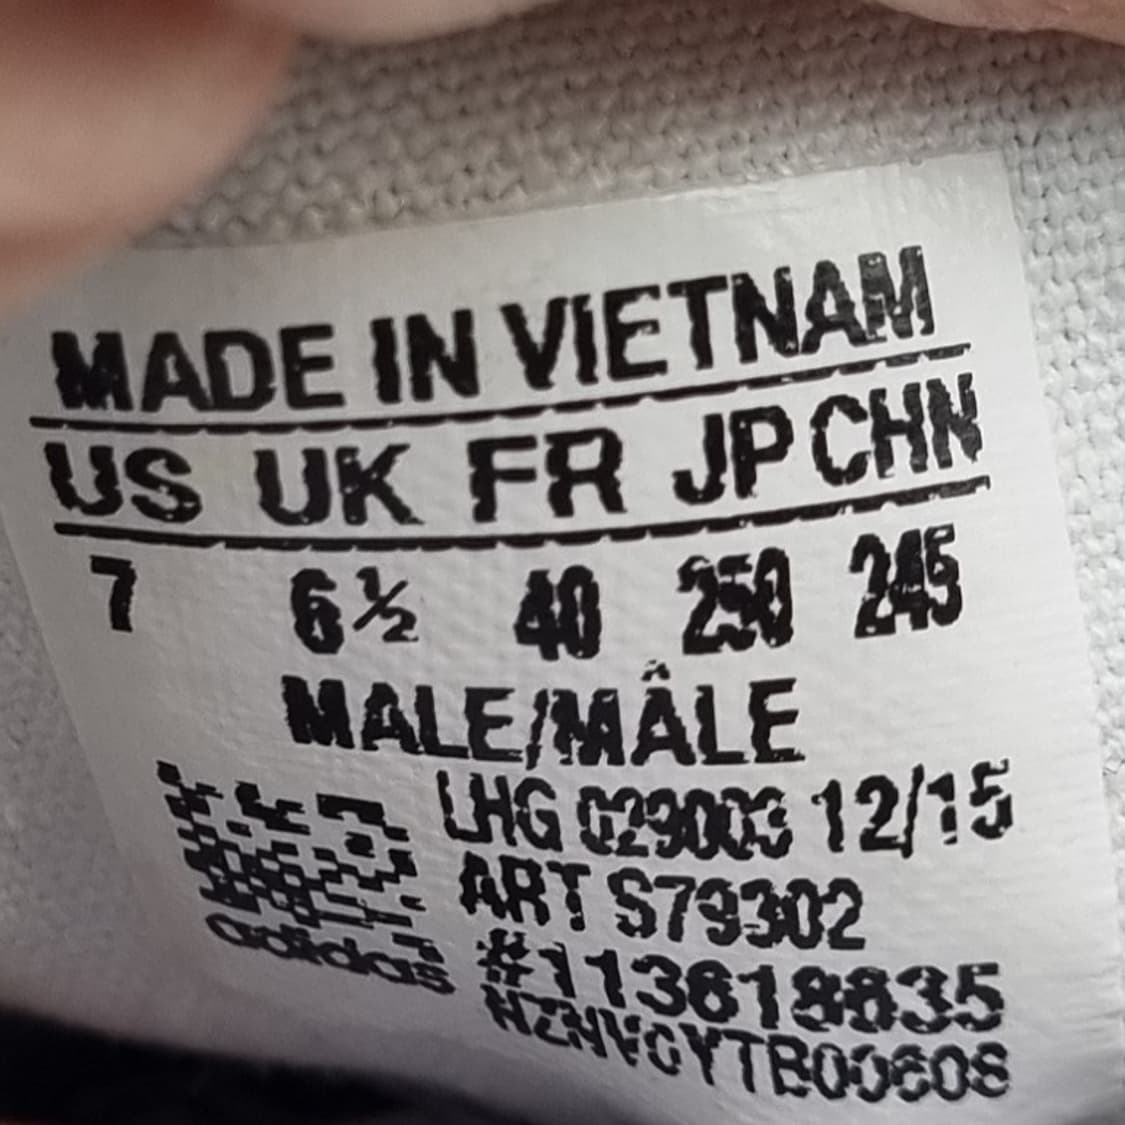 MADE IN VIETNAM
US UK FR JP CHN
7 6½ 40 250 245
MALE/MÂLE
LHG 029003 12/15
ART S79302
adidas
#113618835